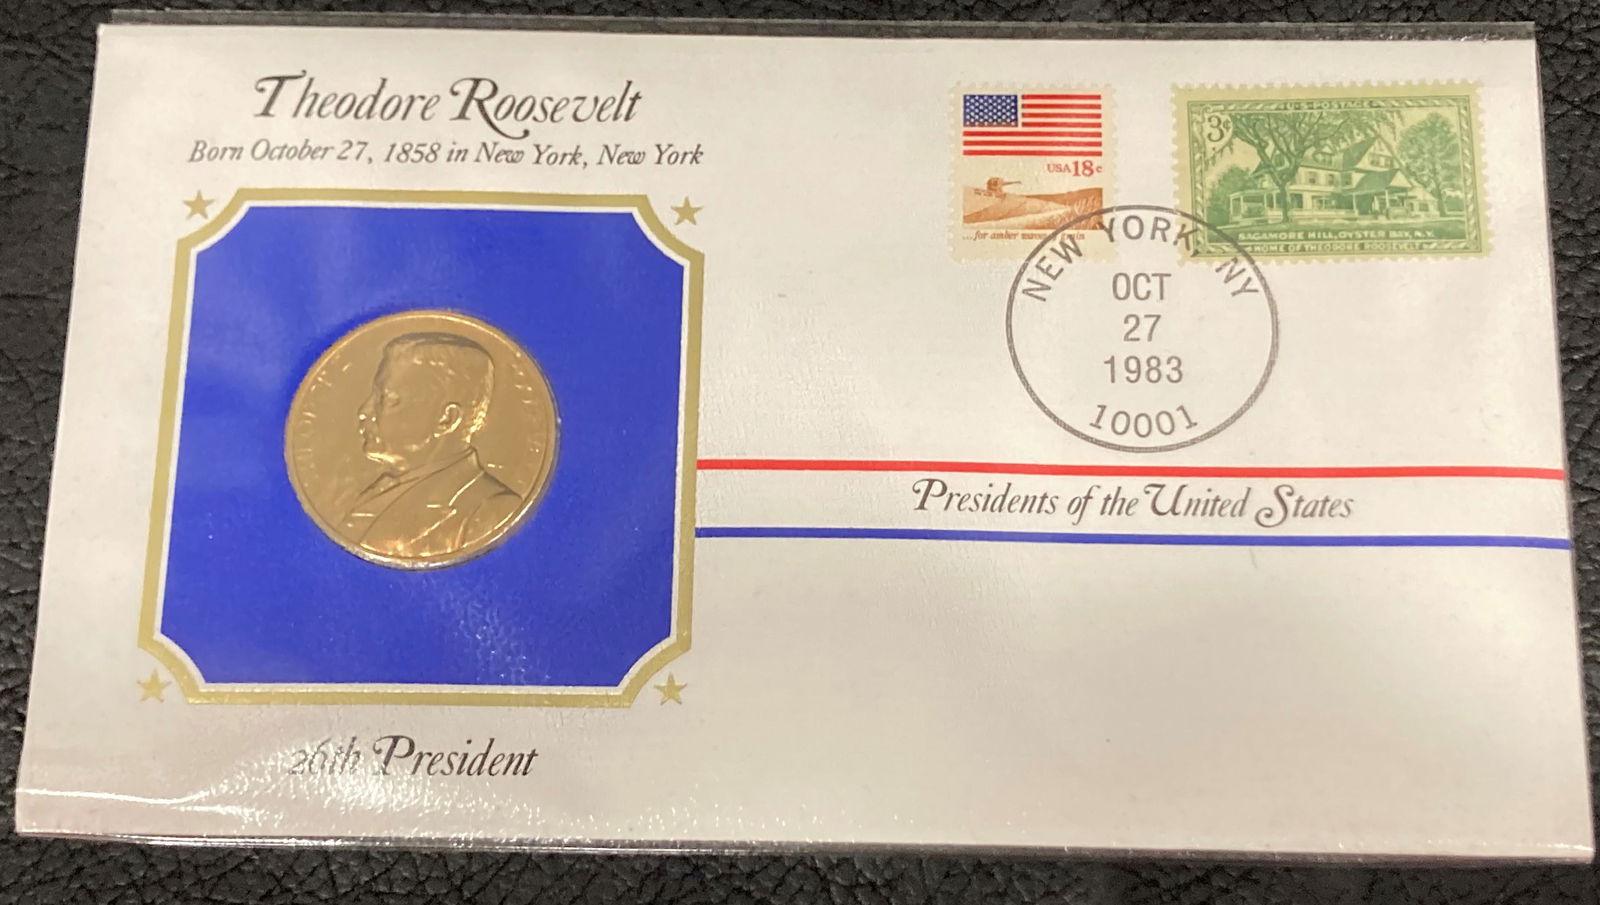 Theodore Roosevelt
Born October 27, 1858 in New York, New York
26th President
USA 18c
...for amber waves of grain
U.S. POSTAGE
3¢
SAGAMORE HILL, OYSTER BAY, N.Y.
HOME OF THEODORE ROOSEVELT
NEW YORK, NY
OCT
27
1983
10001
Presidents of the United States